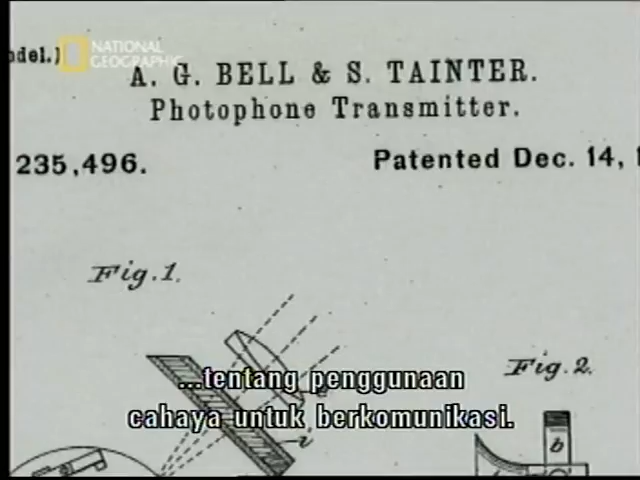 odel.)
NATIONAL
GEOGRAPHIC
A. G. BELL & S. TAINTER.
Photophone Transmitter.
235,496.
Patented Dec. 14, 1
Fig. 1.
Fig. 2.
b
...tentang penggunaan
cahaya untuk berkomunikasi.